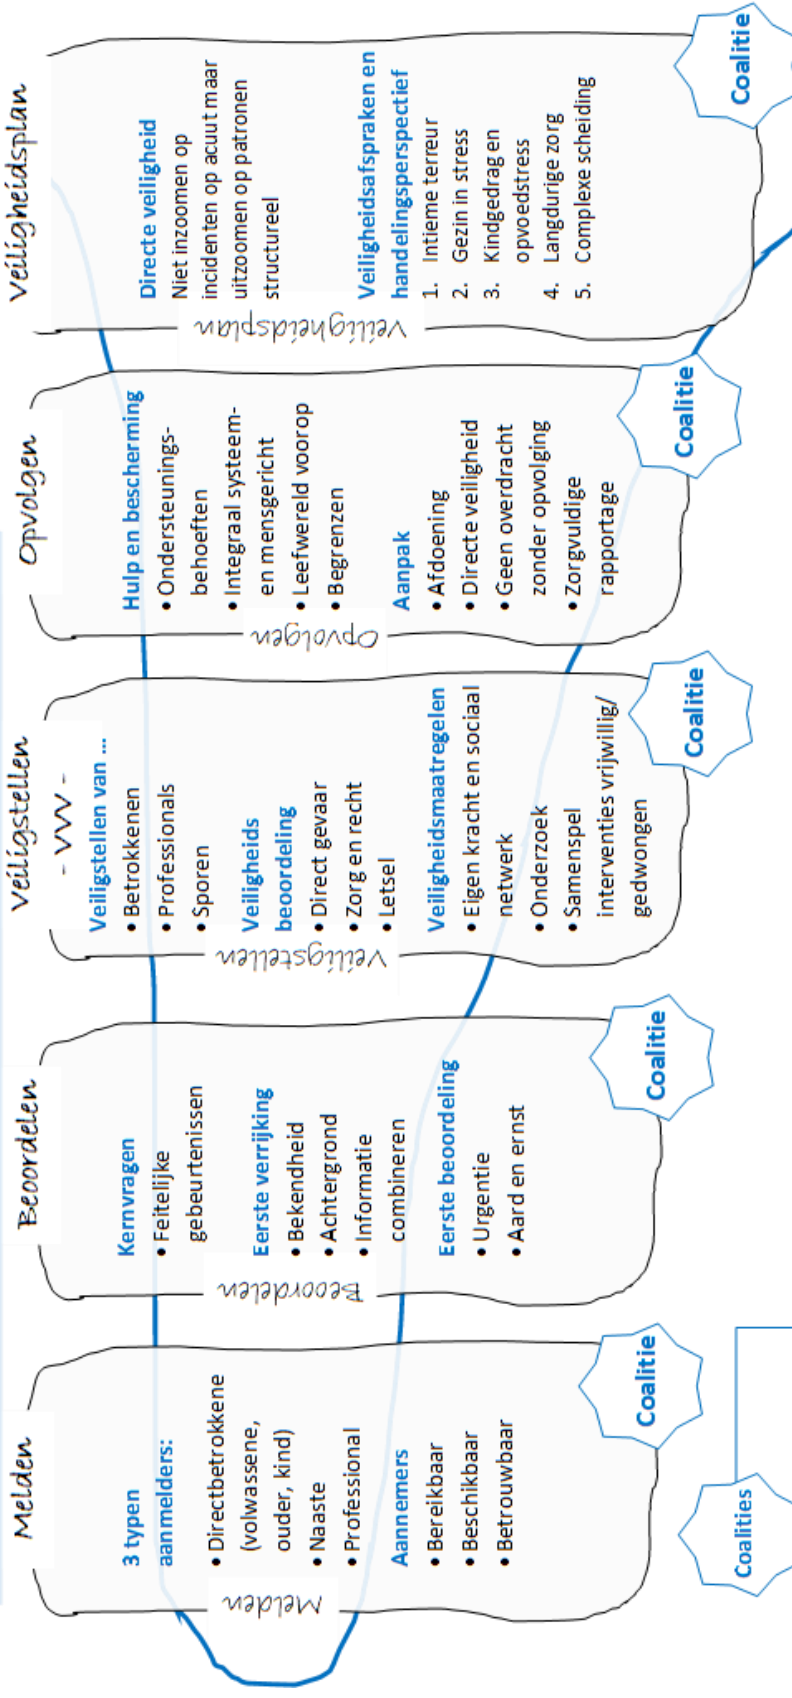 Melden
3 typen
aanmelders:
• Directbetrokkene
(volwassene,
ouder, kind)
• Naaste
• Professional
Aannemers
• Bereikbaar
• Beschikbaar
• Betrouwbaar
Melden
Coalitie
Coalities
Beoordelen
Kernvragen
• Feitelijke
gebeurtenissen
Eerste verrijking
• Bekendheid
• Achtergrond
• Informatie
combineren
Eerste beoordeling
• Urgentie
• Aard en ernst
Beoordelen
Coalitie
Veiligstellen
- VVV -
Veiligstellen van ...
• Betrokkenen
• Professionals
• Sporen
Veiligheids
beoordeling
• Direct gevaar
• Zorg en recht
• Letsel
Veiligheidsmaatregelen
• Eigen kracht en sociaal
netwerk
• Onderzoek
• Samenspel
interventies vrijwillig/
gedwongen
Veiligstellen
Coalitie
Opvolgen
Hulp en bescherming
• Ondersteunings-
behoeften
• Integraal systeem-
en mensgericht
• Leefwereld voorop
• Begrenzen
Aanpak
• Afdoening
• Directe veiligheid
• Geen overdracht
zonder opvolging
• Zorgvuldige
rapportage
Opvolgen
Coalitie
Veiligheidsplan
Directe veiligheid
Niet inzoomen op
incidenten op acuut maar
uitzoomen op patronen
structureel
Veiligheidsafspraken en
handelingsperspectief
1. Intieme terreur
2. Gezin in stress
3. Kindgedrag en
opvoedstress
4. Langdurige zorg
5. Complexe scheiding
Veiligheidsplan
Coalitie